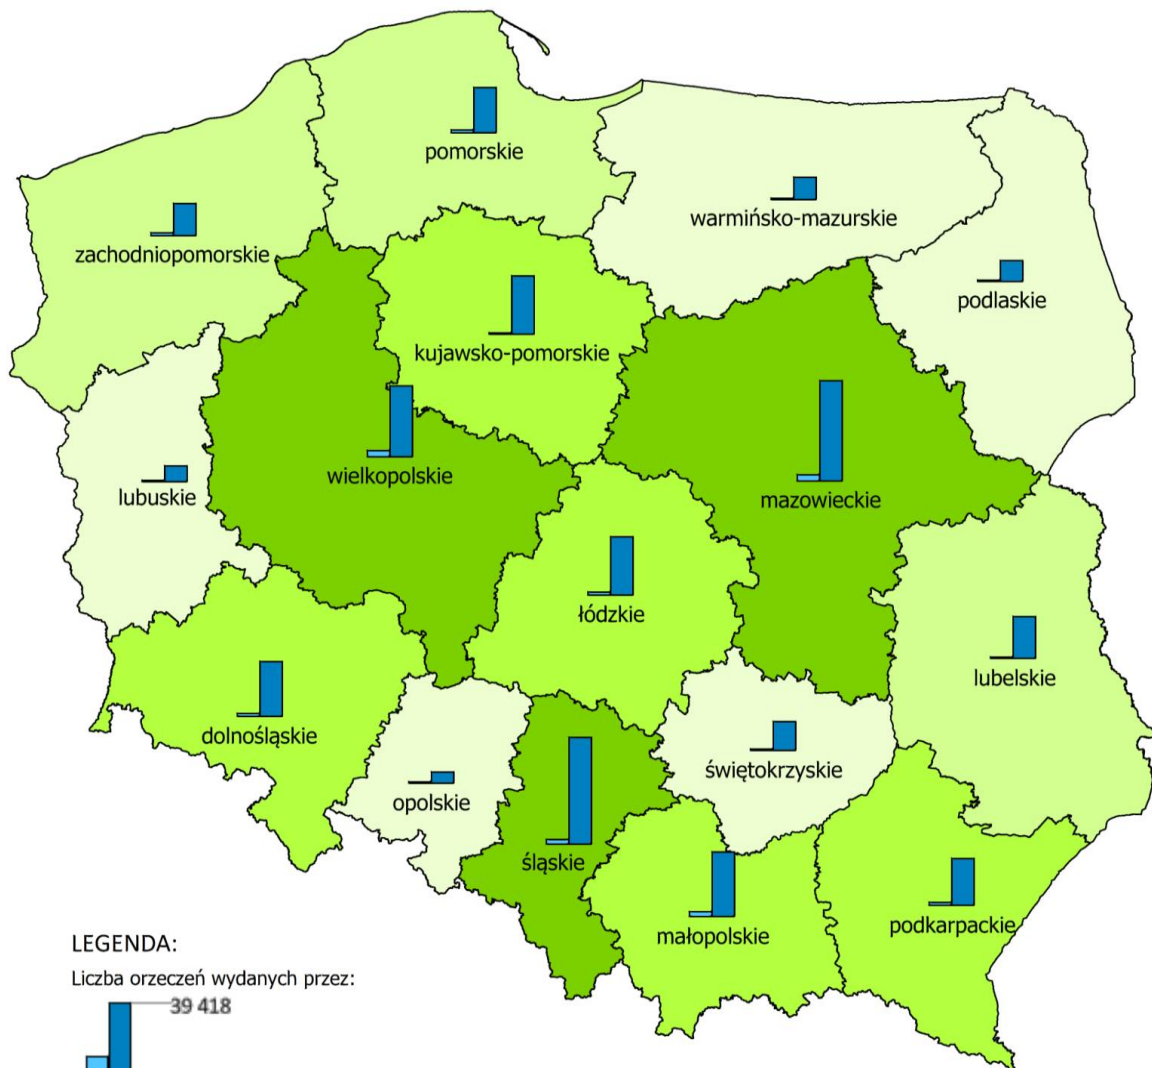 pomorskie
warmińsko-mazurskie
zachodniopomorskie
podlaskie
kujawsko-pomorskie
wielkopolskie
mazowieckie
lubuskie
łódzkie
lubelskie
dolnośląskie
świętokrzyskie
opolskie
śląskie
małopolskie
podkarpackie
LEGENDA:
Liczba orzeczeń wydanych przez:
39 418